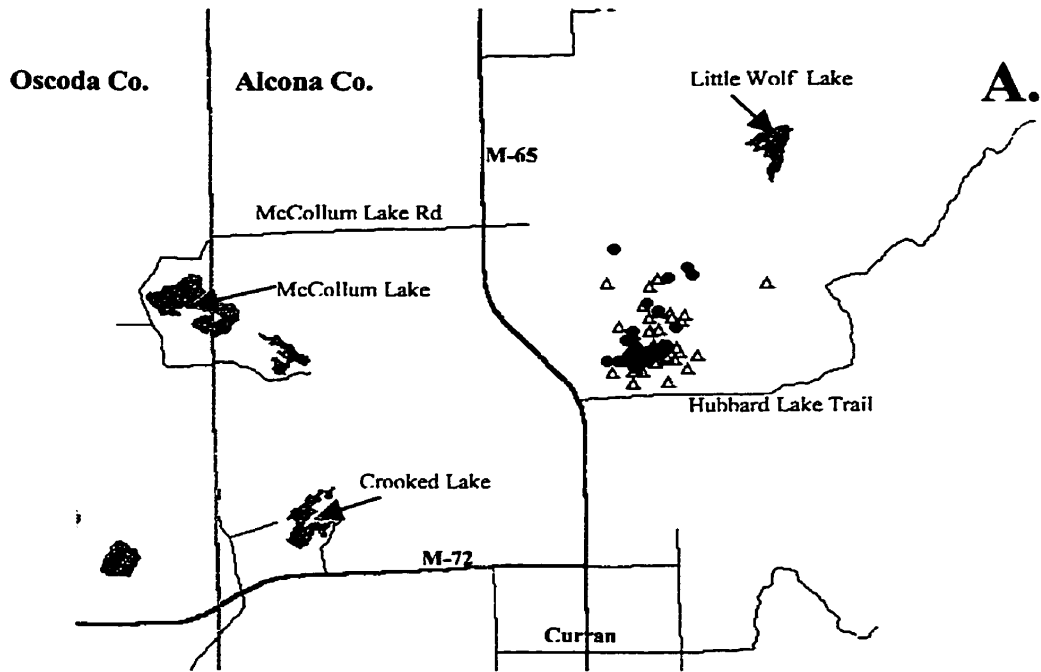 Oscoda Co.
Alcona Co.
Little Wolf Lake
A.
M-65
McCollum Lake Rd
McCollum Lake
Hubbard Lake Trail
Crooked Lake
M-72
Curran